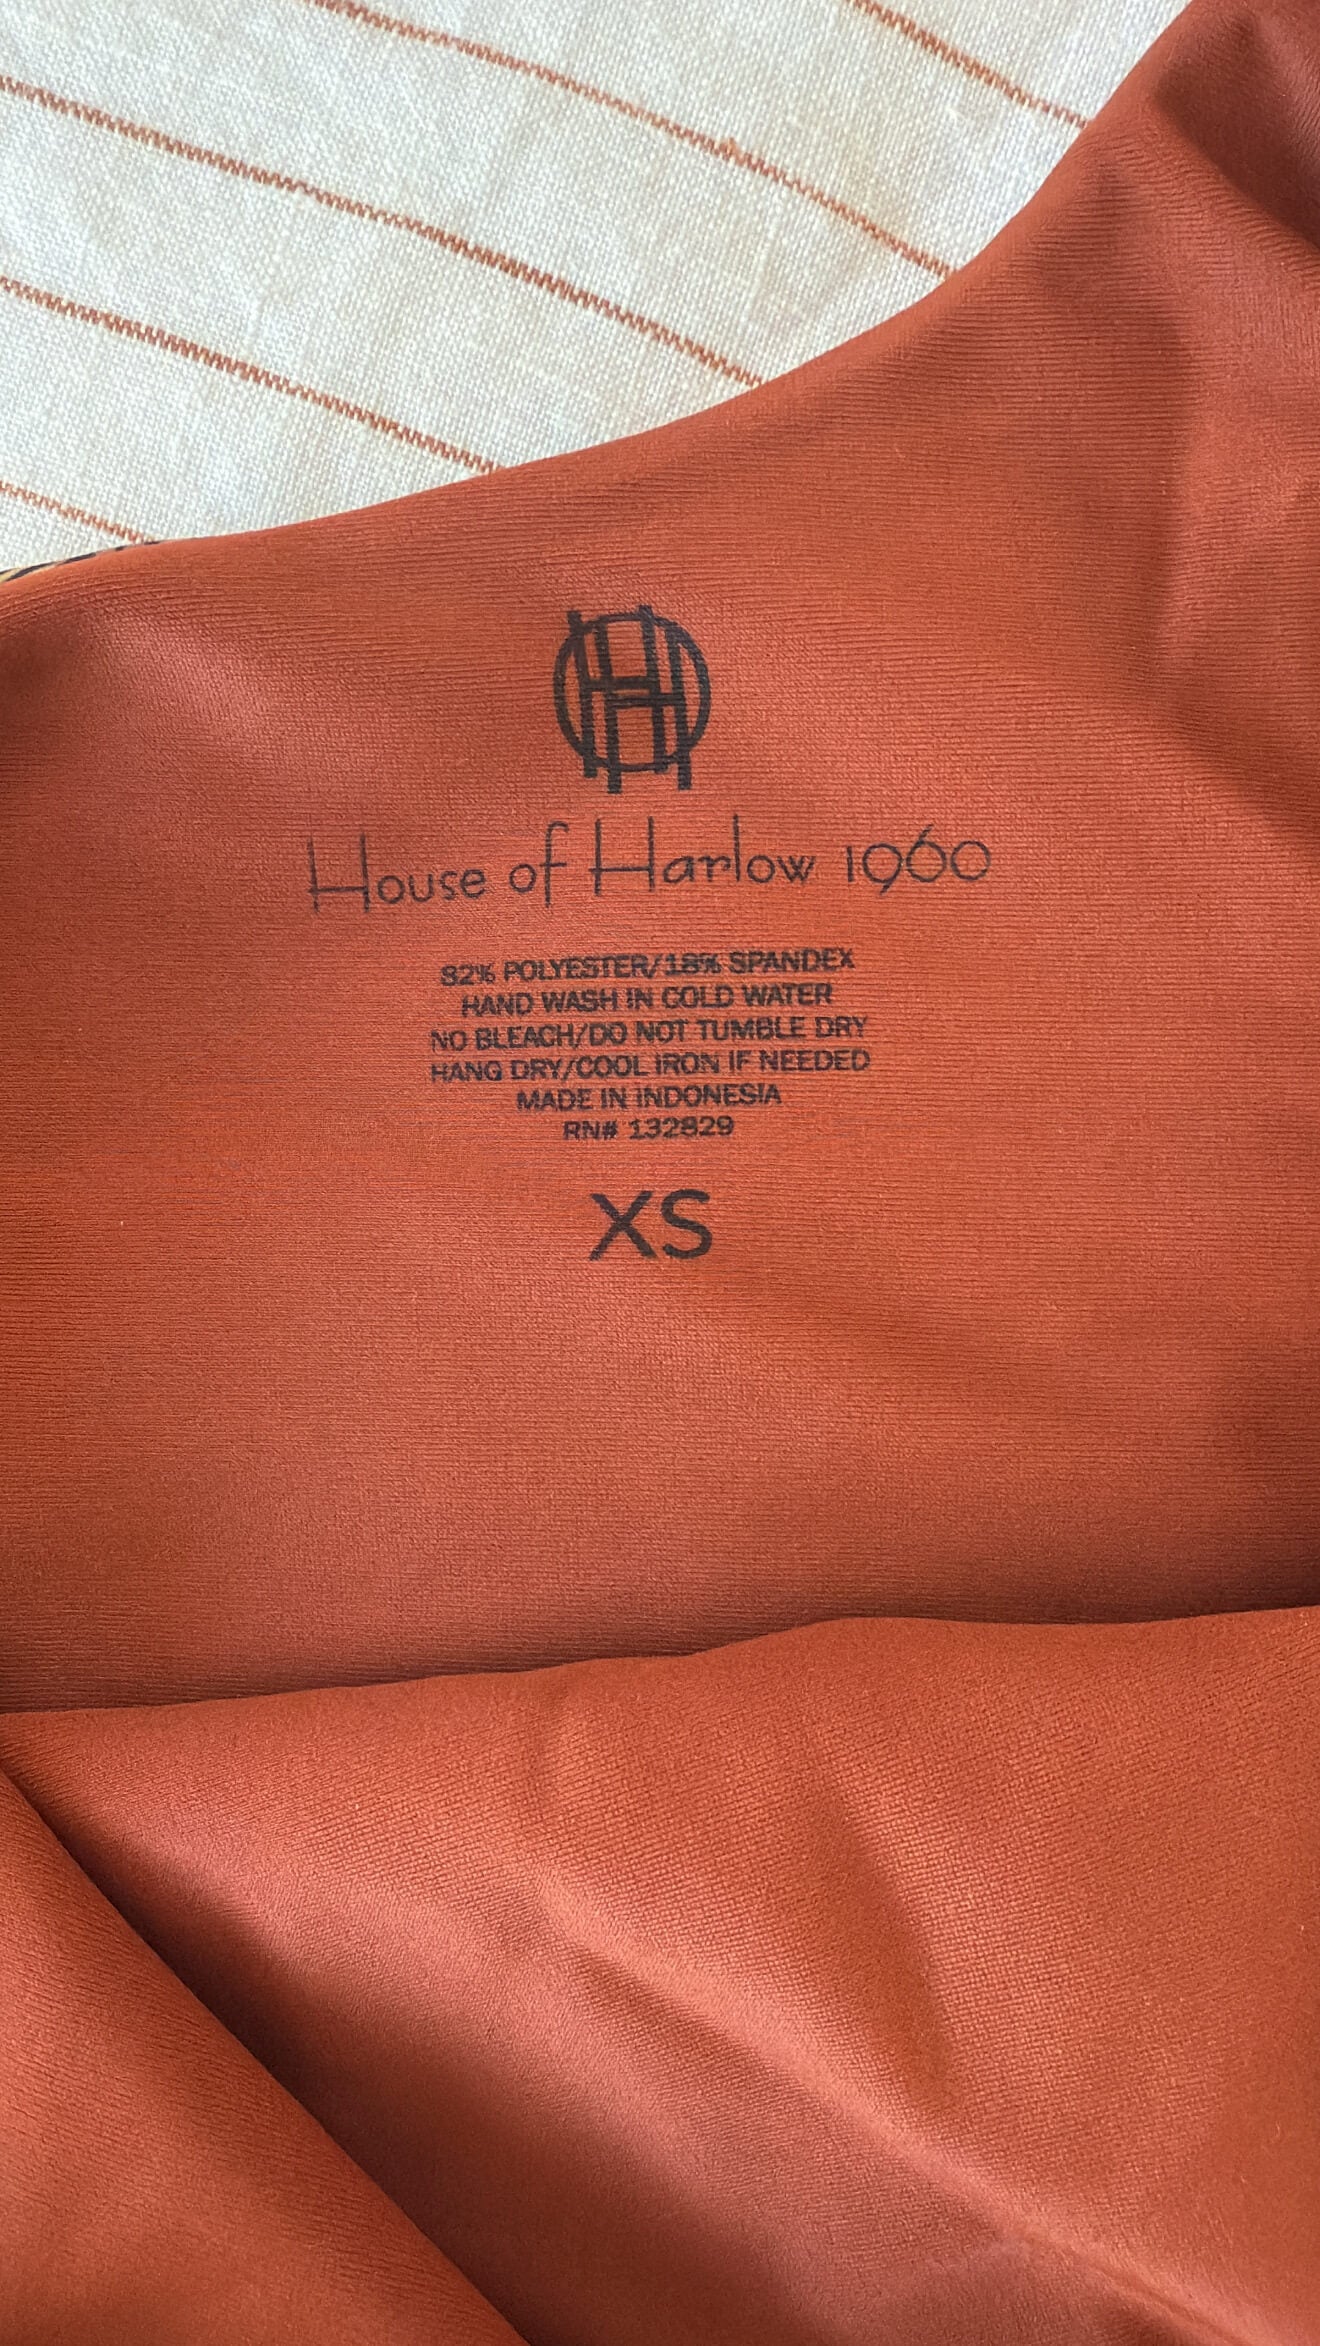 House of Harlow 1960
82% POLYESTER/18% SPANDEX
HAND WASH IN COLD WATER
NO BLEACH/DO NOT TUMBLE DRY
HANG DRY/COOL IRON IF NEEDED
MADE IN INDONESIA
RN# 132829
XS